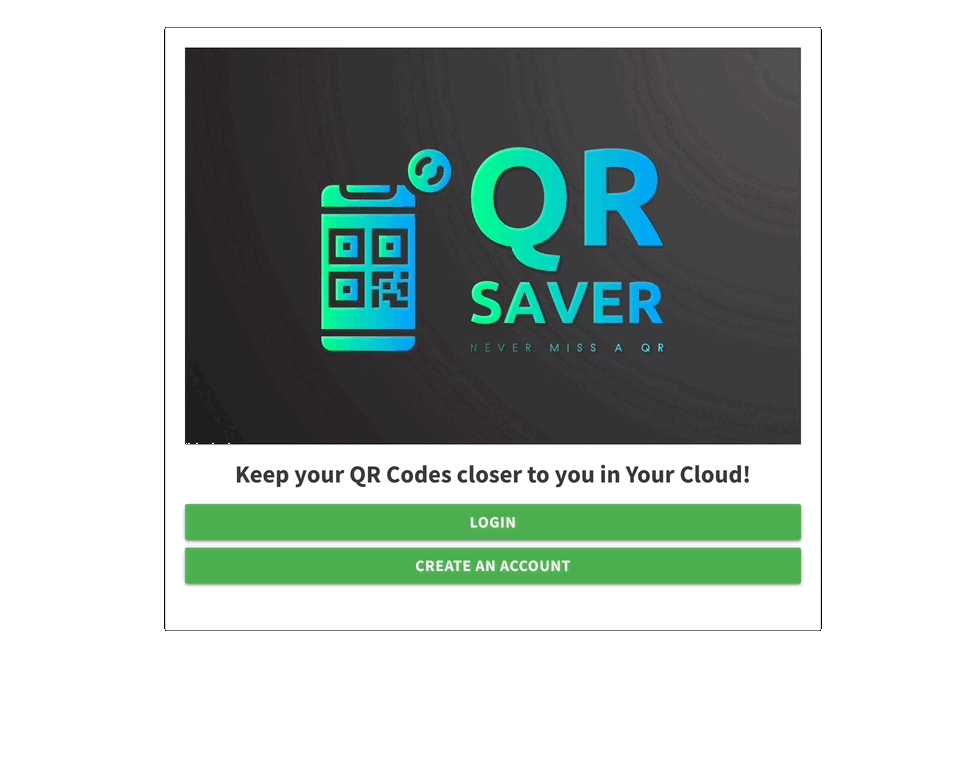 QR
SAVER
NEVER MISS A QR
Keep your QR Codes closer to you in Your Cloud!
LOGIN
CREATE AN ACCOUNT